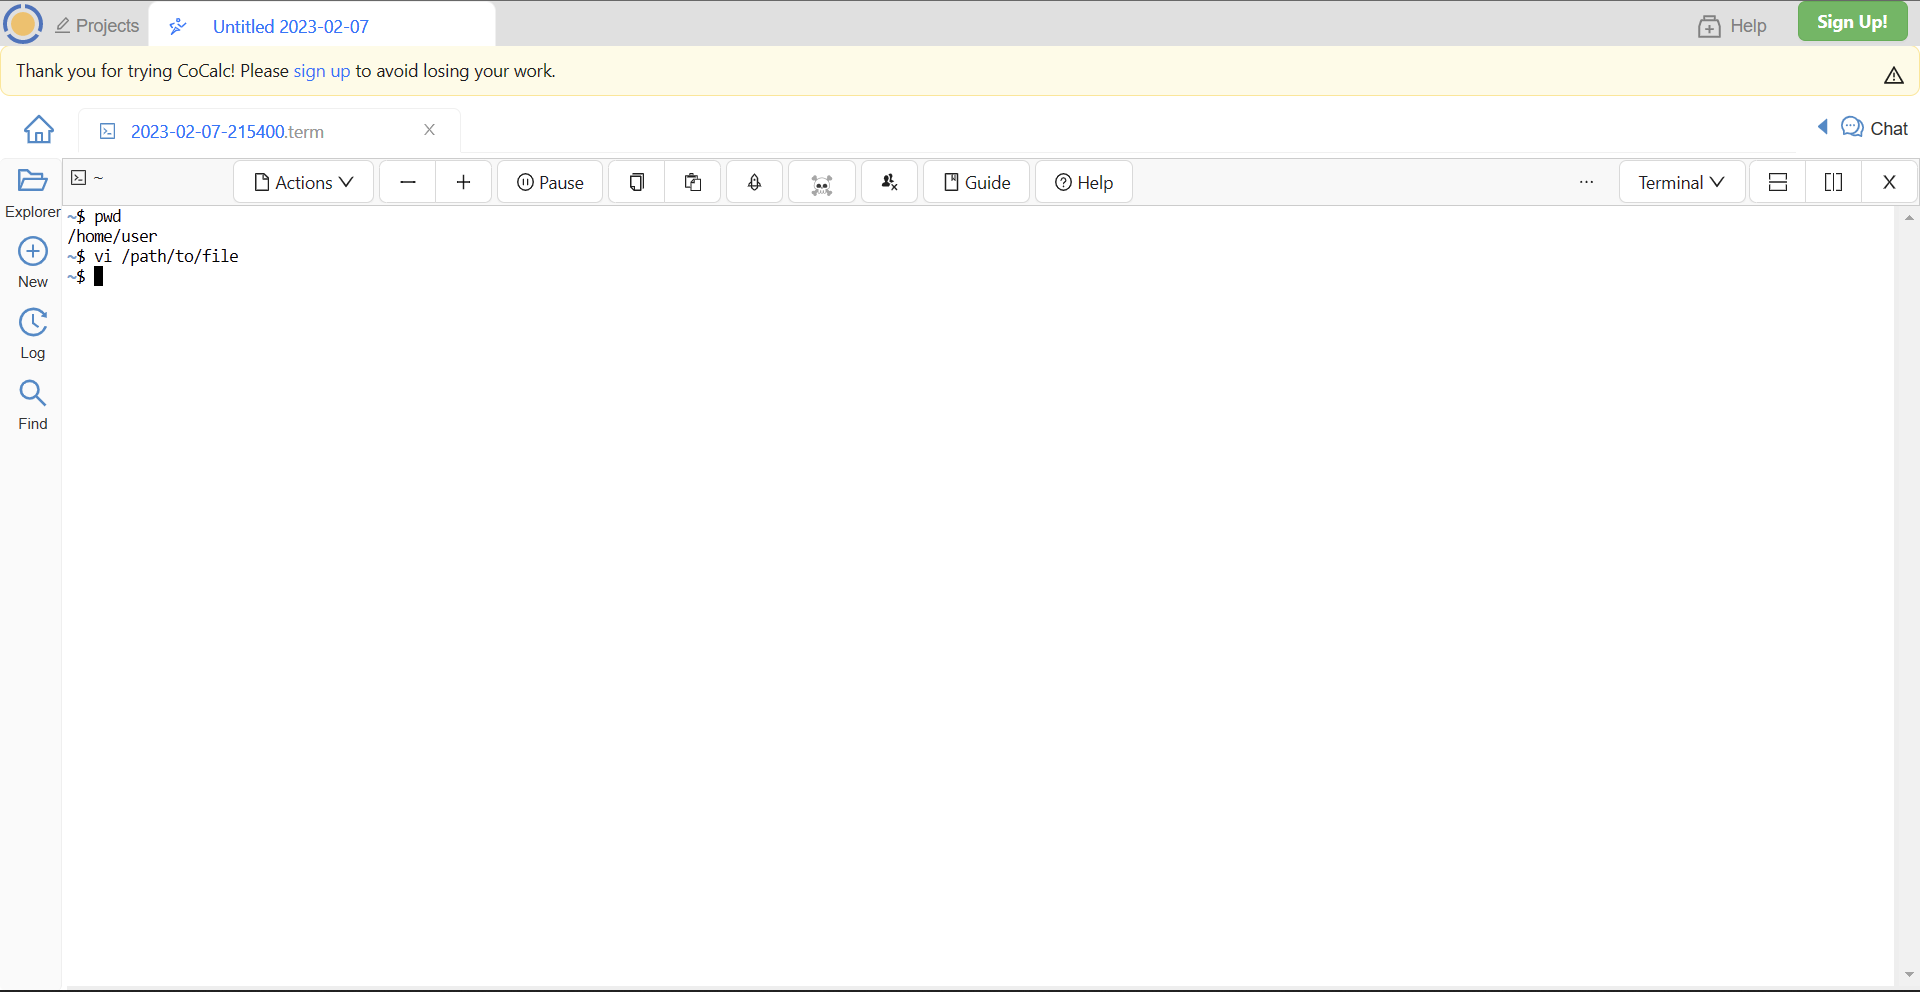 Projects
Untitled 2023-02-07
Help
Sign Up!
Thank you for trying CoCalc! Please sign up to avoid losing your work.
2023-02-07-215400.term
X
Chat
~
Actions
Pause
Guide
Help
...
Terminal
X
Explorer
New
Log
Find
~$ pwd
/home/user
~$ vi /path/to/file
~$